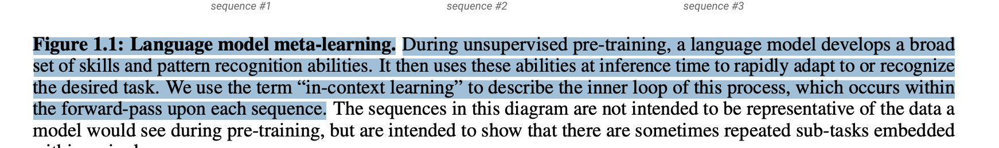 sequence #1 sequence #2 sequence #3
Figure 1.1: Language model meta-learning. During unsupervised pre-training, a language model develops a broad
set of skills and pattern recognition abilities. It then uses these abilities at inference time to rapidly adapt to or recognize
the desired task. We use the term “in-context learning” to describe the inner loop of this process, which occurs within
the forward-pass upon each sequence. The sequences in this diagram are not intended to be representative of the data a
model would see during pre-training, but are intended to show that there are sometimes repeated sub-tasks embedded